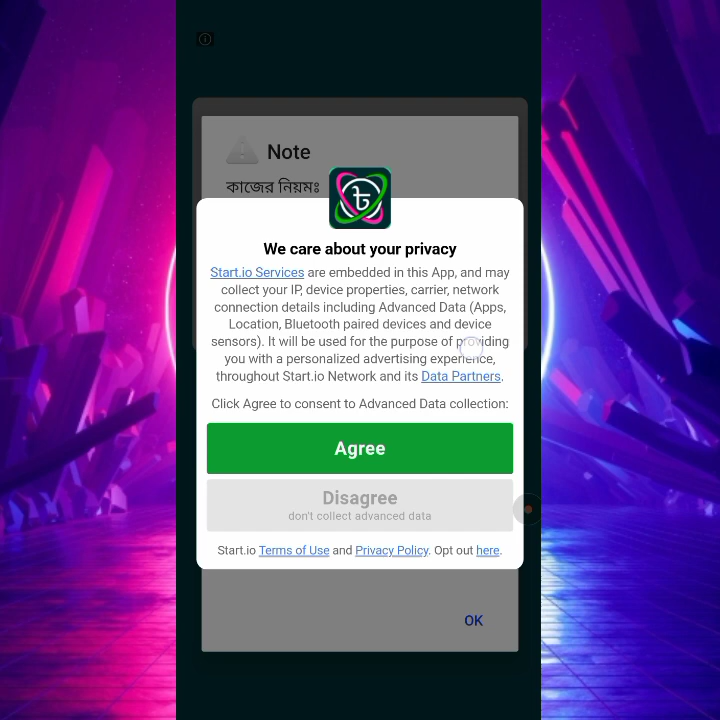 Note
কাজের নিয়মঃ
We care about your privacy
Start.io Services are embedded in this App, and may
collect your IP, device properties, carrier, network
connection details including Advanced Data (Apps,
Location, Bluetooth paired devices and device
sensors). It will be used for the purpose of providing
you with a personalized advertising experience,
throughout Start.io Network and its Data Partners.
Click Agree to consent to Advanced Data collection:
Agree
Disagree
don't collect advanced data
Start.io Terms of Use and Privacy Policy. Opt out here.
OK